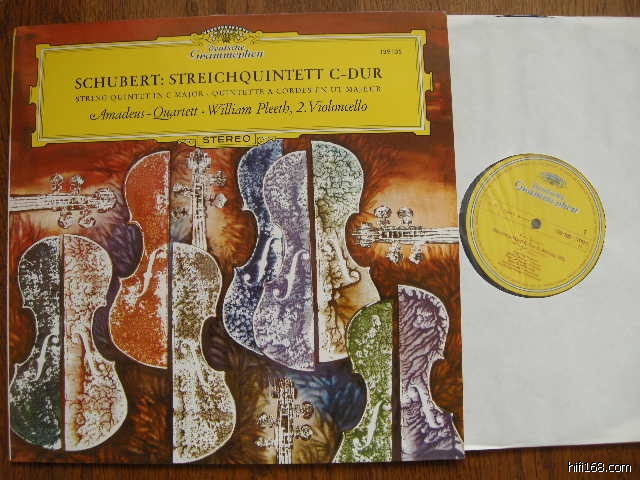 Deutsche
Grammophon
SCHUBERT: STREICHQUINTETT C-DUR
STRING QUINTET IN C MAJOR · QUINTETTE A CORDES EN UT MAJEUR
Amadeus-Quartett · William Pleeth, 2. Violoncello
STEREO
Deutsche
Grammophon
hifi168.com